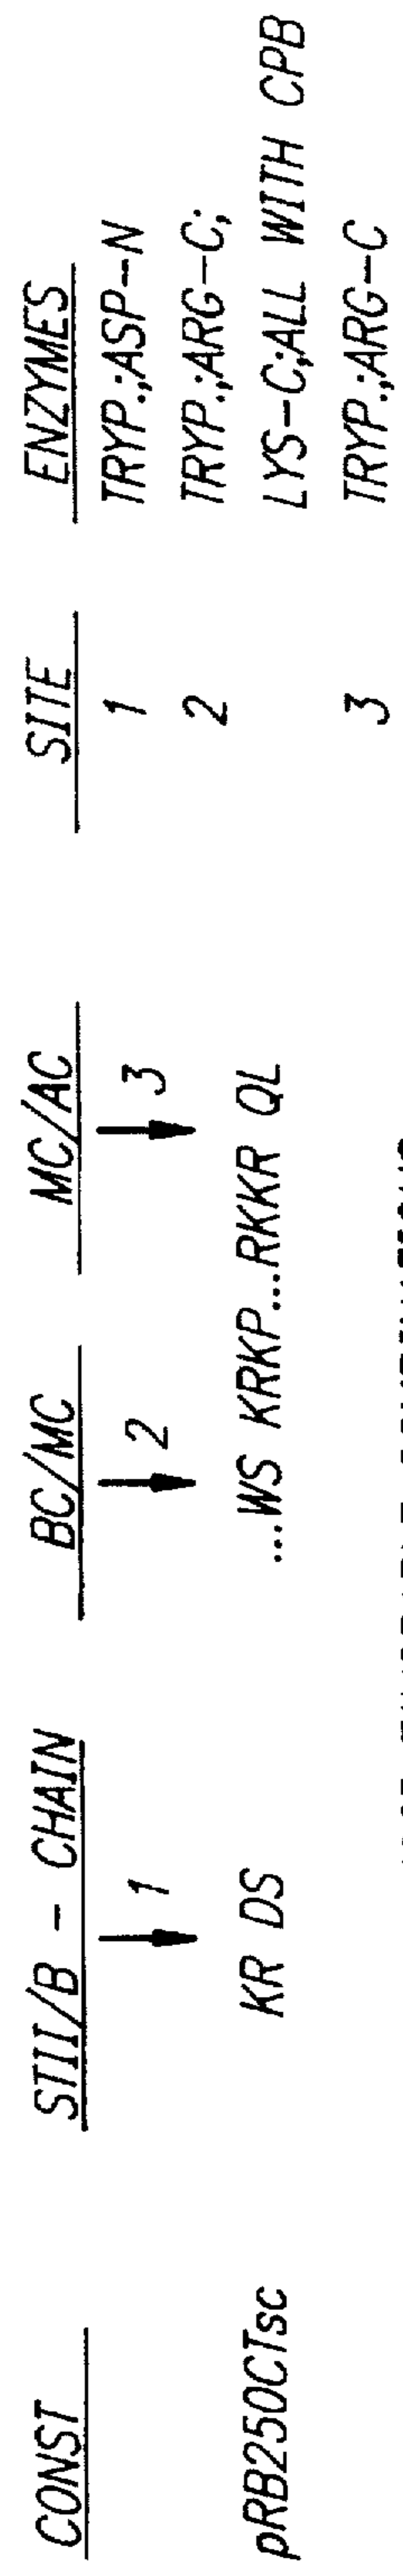 CONST STII/B - CHAIN BC/MC MC/AC SITE ENZYMES
1 2 3 1 TRYP.;ASP-N
2 TRYP.;ARG-C;
pRB250CTsc KR DS ...WS KRKP...RKKR QL LYS-C;ALL WITH CPB
3 TRYP.;ARG-C